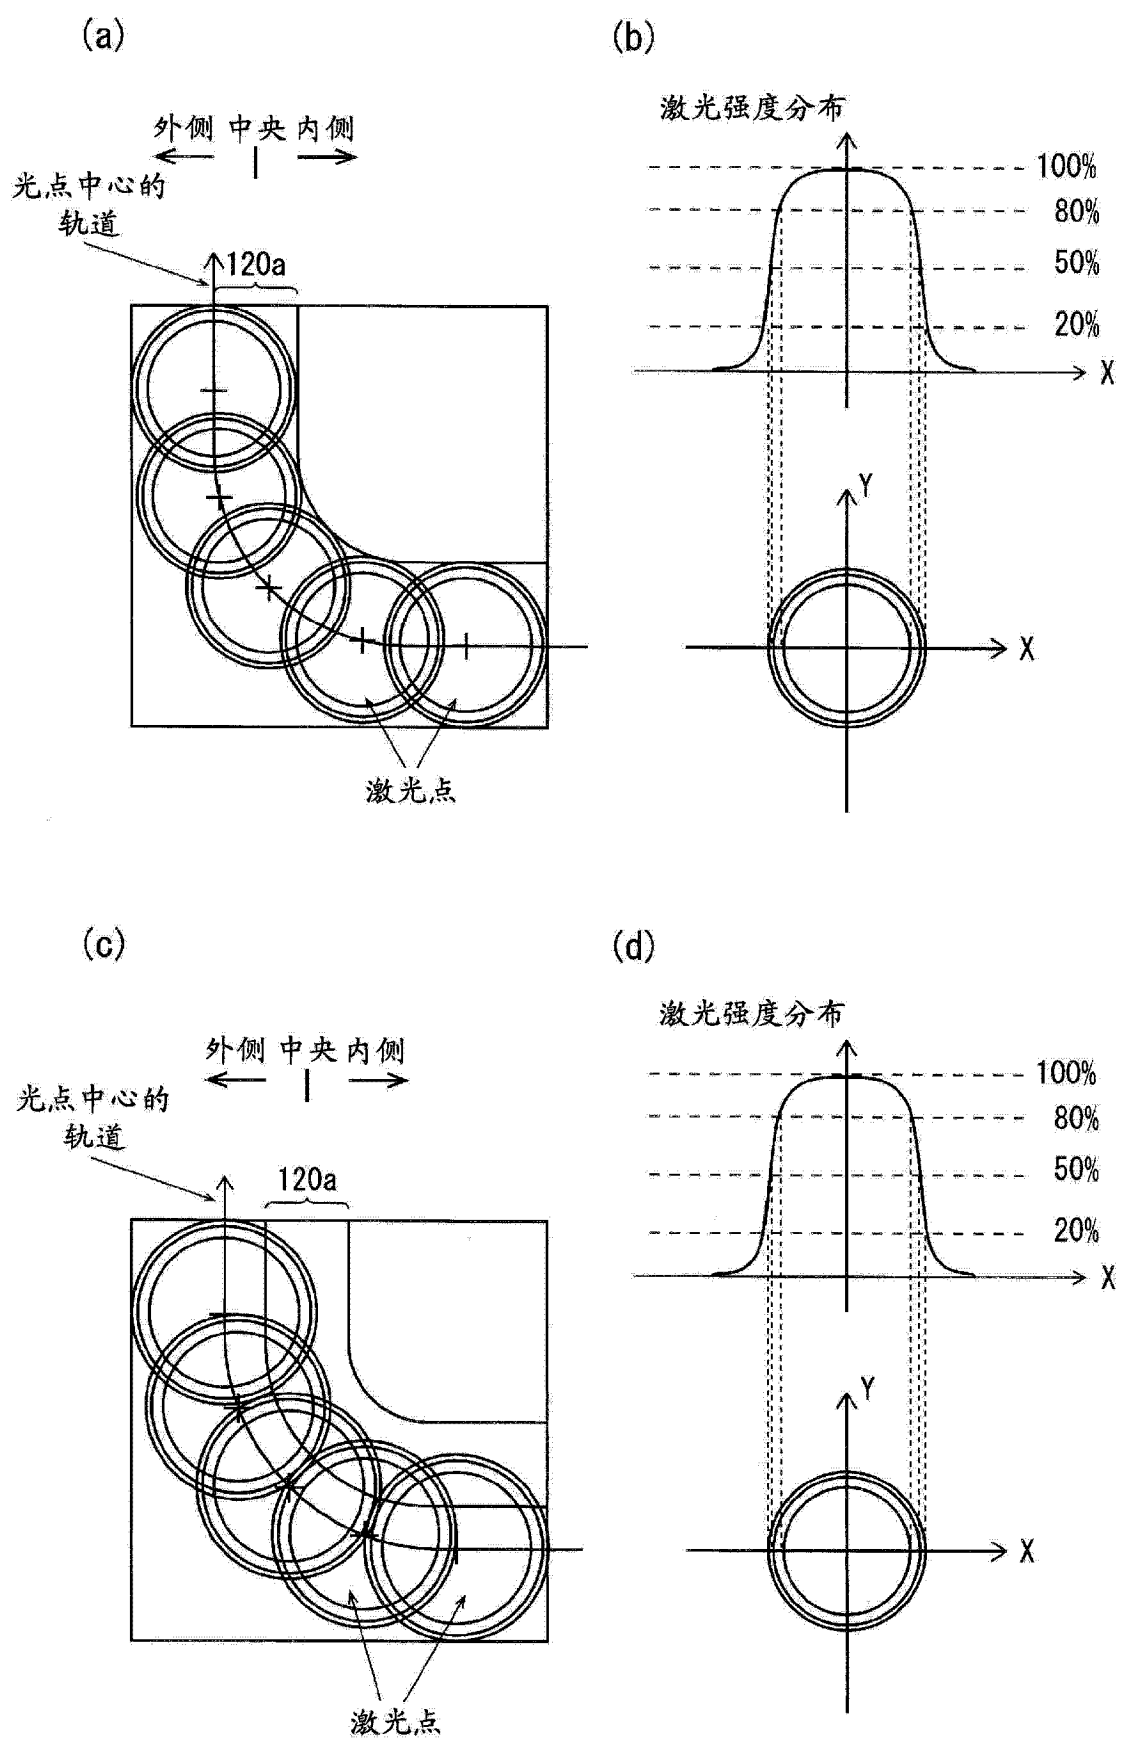 (a)
外侧 中央 内侧
光点中心的
轨道
120a
激光点
(b)
激光强度分布
100%
80%
50%
20%
X
Y
X
(c)
外侧 中央 内侧
光点中心的
轨道
120a
激光点
(d)
激光强度分布
100%
80%
50%
20%
X
Y
X